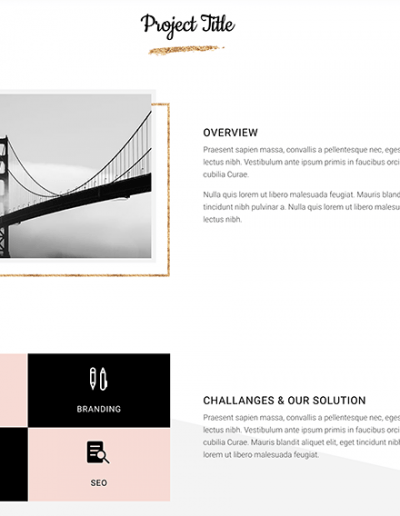 Project Title
OVERVIEW
Praesent sapien massa, convallis a pellentesque nec, eges
lectus nibh. Vestibulum ante ipsum primis in faucibus orci
cubilia Curae.
Nulla quis lorem ut libero malesuada feugiat. Mauris bland
tincidunt nibh pulvinar a. Nulla quis lorem ut libero malesu
lectus nibh.
BRANDING
SEO
CHALLANGES & OUR SOLUTION
Praesent sapien massa, convallis a pellentesque nec, eges
lectus nibh. Vestibulum ante ipsum primis in faucibus orci
cubilia Curae. Mauris blandit aliquet elit, eget tincidunt nibl
lorem ut libero malesuada feugiat.